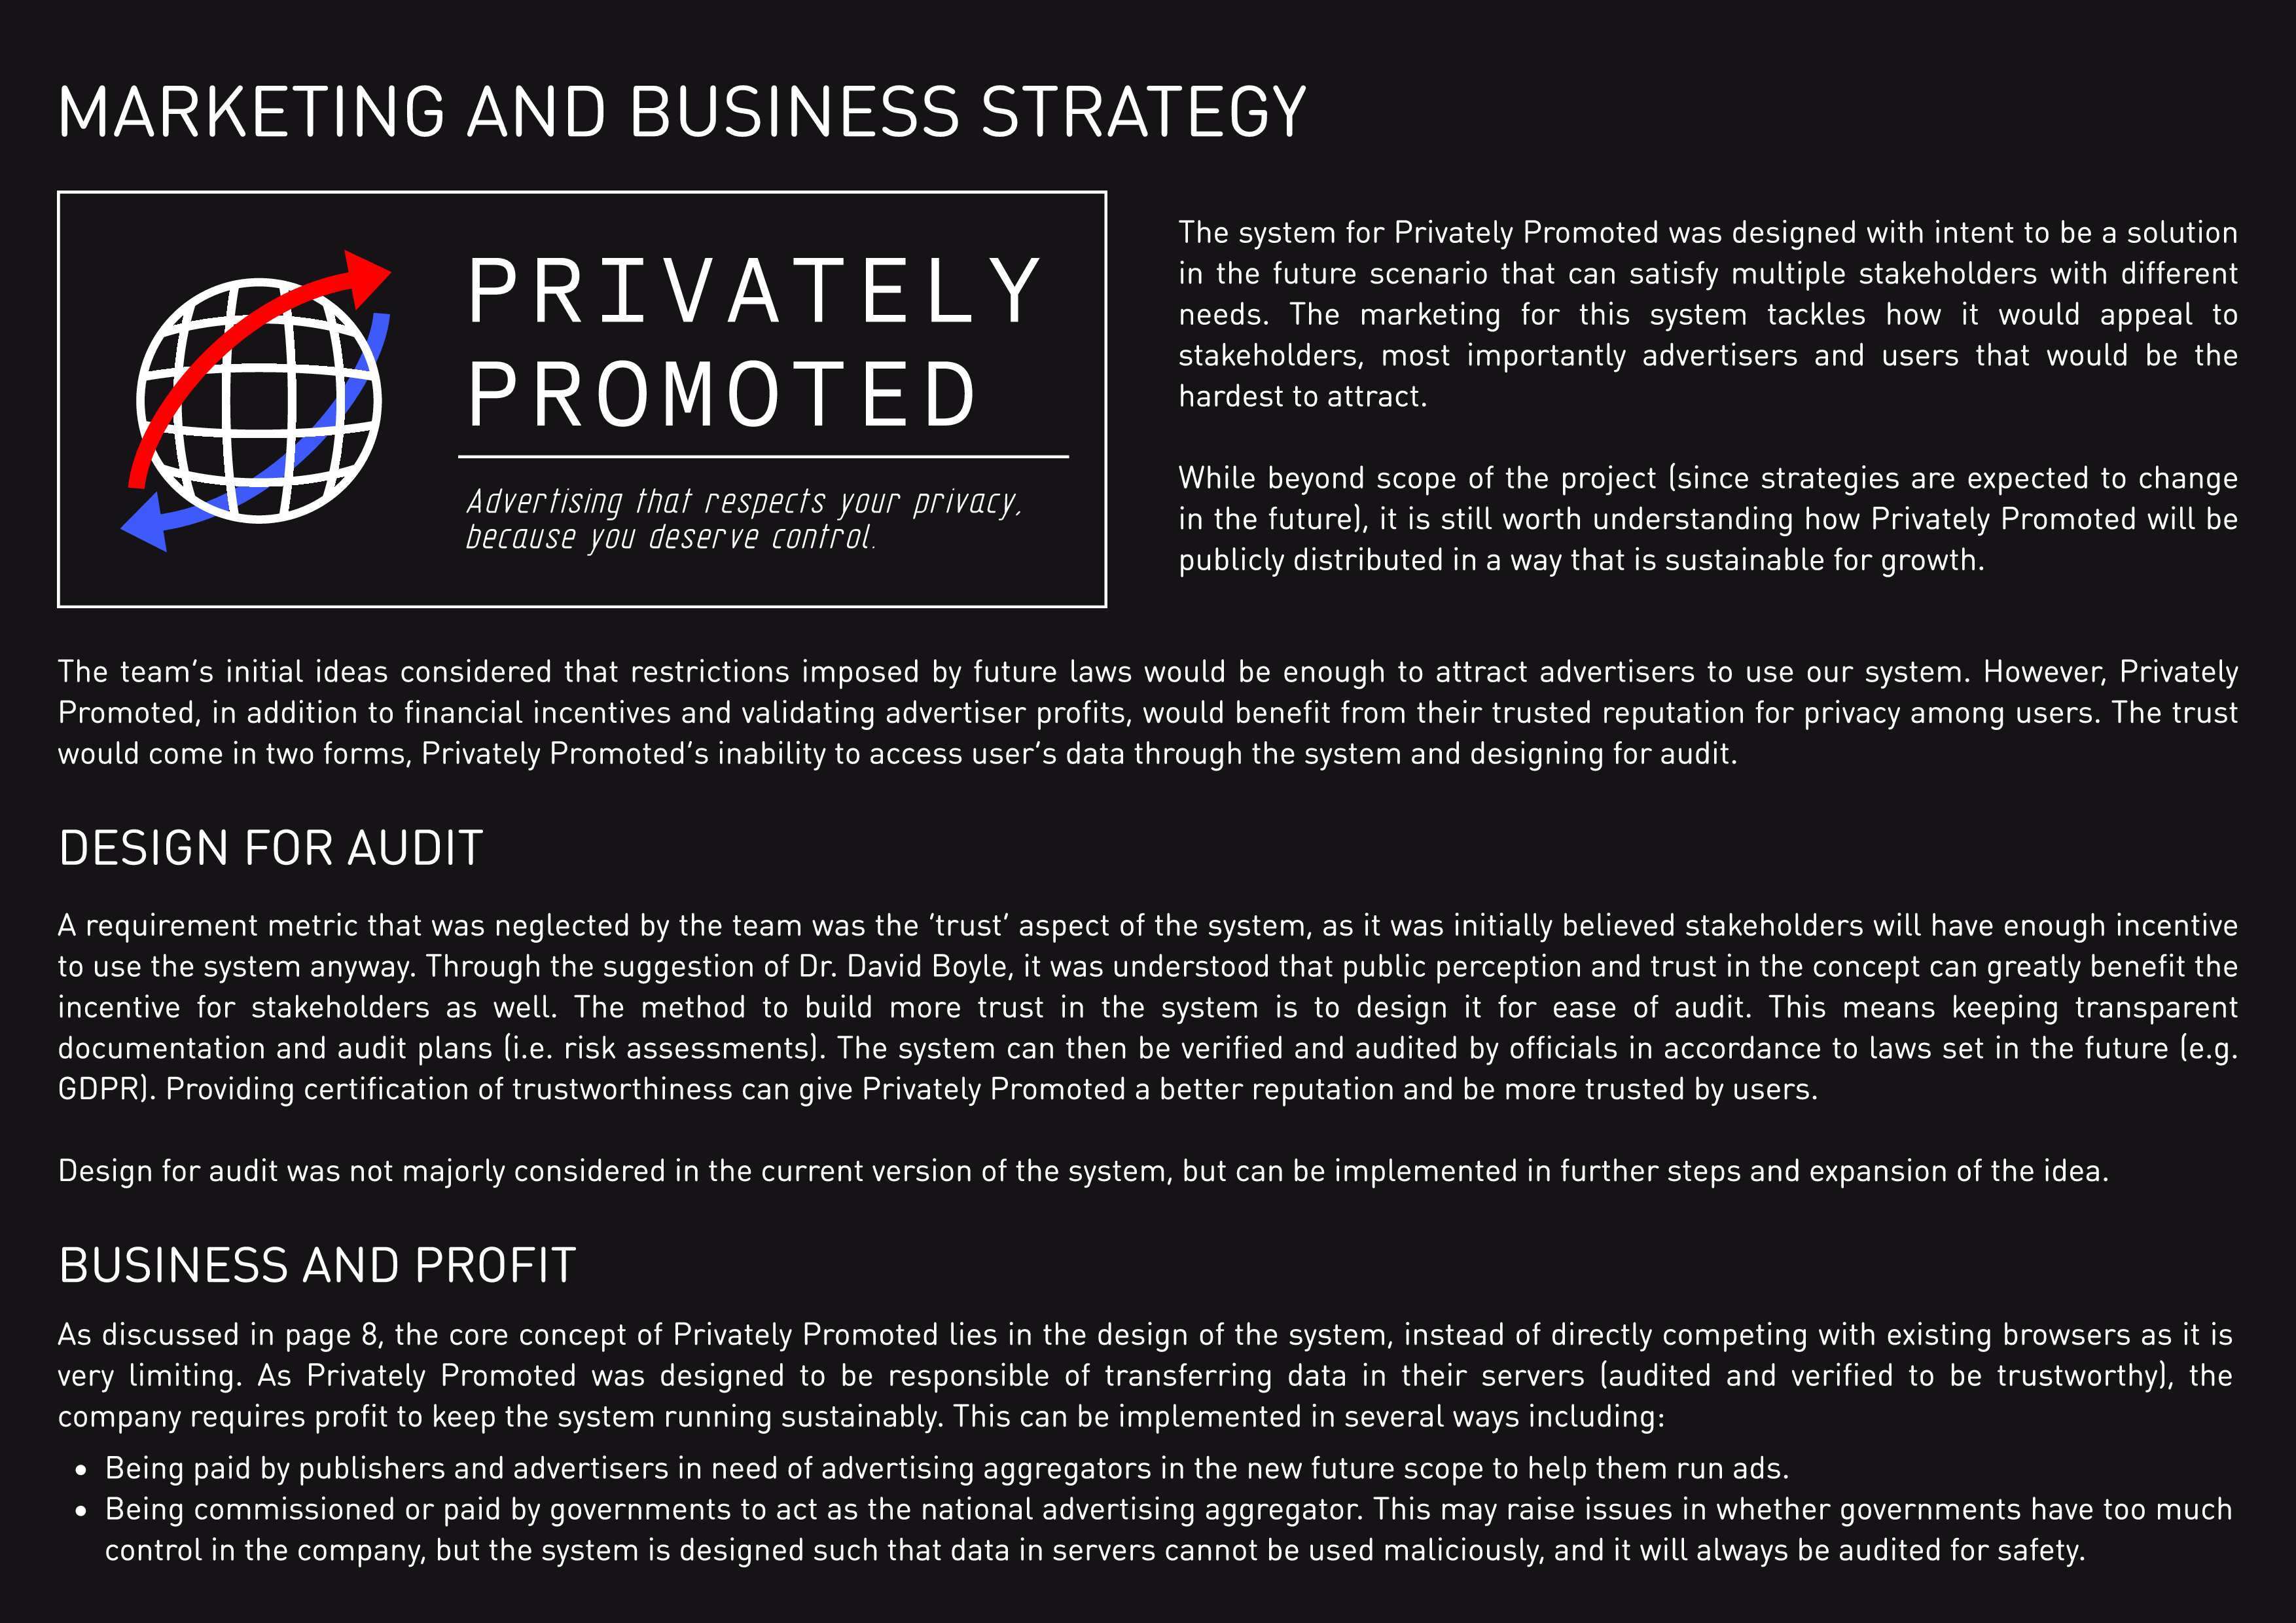 MARKETING AND BUSINESS STRATEGY
PRIVATELY
PROMOTED
Advertising that respects your privacy,
because you deserve control.
The system for Privately Promoted was designed with intent to be a solution
in the future scenario that can satisfy multiple stakeholders with different
needs. The marketing for this system tackles how it would appeal to
stakeholders, most importantly advertisers and users that would be the
hardest to attract.
While beyond scope of the project (since strategies are expected to change
in the future), it is still worth understanding how Privately Promoted will be
publicly distributed in a way that is sustainable for growth.
The team's initial ideas considered that restrictions imposed by future laws would be enough to attract advertisers to use our system. However, Privately
Promoted, in addition to financial incentives and validating advertiser profits, would benefit from their trusted reputation for privacy among users. The trust
would come in two forms, Privately Promoted's inability to access user's data through the system and designing for audit.
DESIGN FOR AUDIT
A requirement metric that was neglected by the team was the 'trust' aspect of the system, as it was initially believed stakeholders will have enough incentive
to use the system anyway. Through the suggestion of Dr. David Boyle, it was understood that public perception and trust in the concept can greatly benefit the
incentive for stakeholders as well. The method to build more trust in the system is to design it for ease of audit. This means keeping transparent
documentation and audit plans (i.e. risk assessments). The system can then be verified and audited by officials in accordance to laws set in the future (e.g.
GDPR). Providing certification of trustworthiness can give Privately Promoted a better reputation and be more trusted by users.
Design for audit was not majorly considered in the current version of the system, but can be implemented in further steps and expansion of the idea.
BUSINESS AND PROFIT
As discussed in page 8, the core concept of Privately Promoted lies in the design of the system, instead of directly competing with existing browsers as it is
very limiting. As Privately Promoted was designed to be responsible of transferring data in their servers (audited and verified to be trustworthy), the
company requires profit to keep the system running sustainably. This can be implemented in several ways including:
• Being paid by publishers and advertisers in need of advertising aggregators in the new future scope to help them run ads.
• Being commissioned or paid by governments to act as the national advertising aggregator. This may raise issues in whether governments have too much
control in the company, but the system is designed such that data in servers cannot be used maliciously, and it will always be audited for safety.